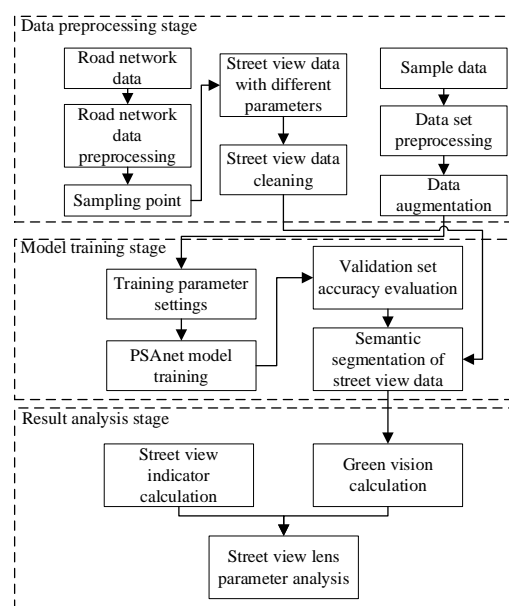 Data preprocessing stage
Road network
data
Road network
data
preprocessing
Sampling point
Street view data
with different
parameters
Street view data
cleaning
Sample data
Data set
preprocessing
Data
augmentation
Model training stage
Training parameter
settings
PSAnet model
training
Validation set
accuracy evaluation
Semantic
segmentation of
street view data
Result analysis stage
Street view
indicator
calculation
Green vision
calculation
Street view lens
parameter analysis